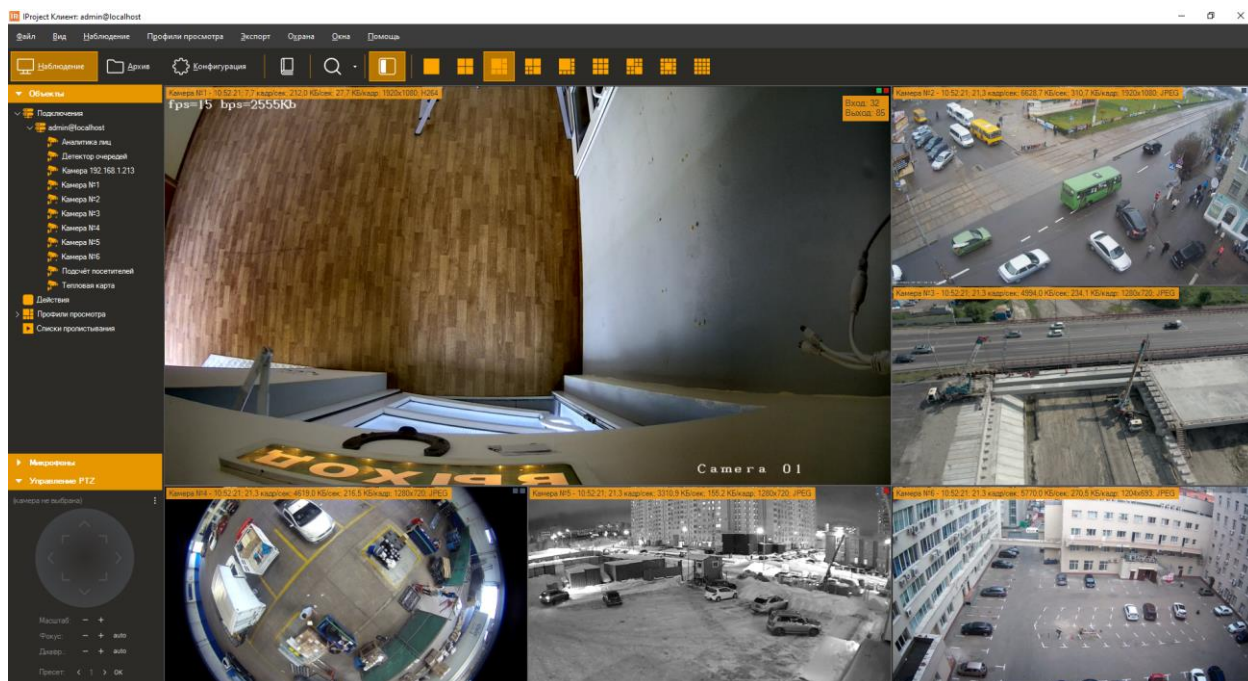 IProject Клиент: admin@localhost
Файл Вид Наблюдение Профили просмотра Экспорт Охрана Окна Помощь
Наблюдение Архив Конфигурация
Объекты
Подключения
admin@localhost
Аналитика лиц
Детектор очередей
Камера 192.168.1.213
Камера №1
Камера №2
Камера №3
Камера №4
Камера №5
Камера №6
Подсчёт посетителей
Тепловая карта
Действия
Профили просмотра
Списки пролистывания
Микрофоны
Управление PTZ
(камера не выбрана)
Масштаб: - +
Фокус: - + auto
Диафр.: - + auto
Пресет: < 1 > OK
Камера №1 - 10:52:21; 7,7 кадр/сек; 212,0 КБ/сек; 27,7 КБ/кадр; 1920x1080; H264
fps=15 bps=2555Kb
Вход: 32
Выход: 85
Camera 01
ВЫХОД
Камера №2 - 10:52:21; 21,3 кадр/сек; 6628,7 КБ/сек; 310,7 КБ/кадр; 1920x1080; JPEG
Камера №3 - 10:52:21; 21,3 кадр/сек; 4994,0 КБ/сек; 234,1 КБ/кадр; 1280x720; JPEG
Камера №4 - 10:52:21; 21,3 кадр/сек; 4619,0 КБ/сек; 216,5 КБ/кадр; 1280x720; JPEG
Камера №5 - 10:52:21; 21,3 кадр/сек; 3310,9 КБ/сек; 155,2 КБ/кадр; 1280x720; JPEG
Камера №6 - 10:52:21; 21,3 кадр/сек; 5770,0 КБ/сек; 270,5 КБ/кадр; 1204x693; JPEG